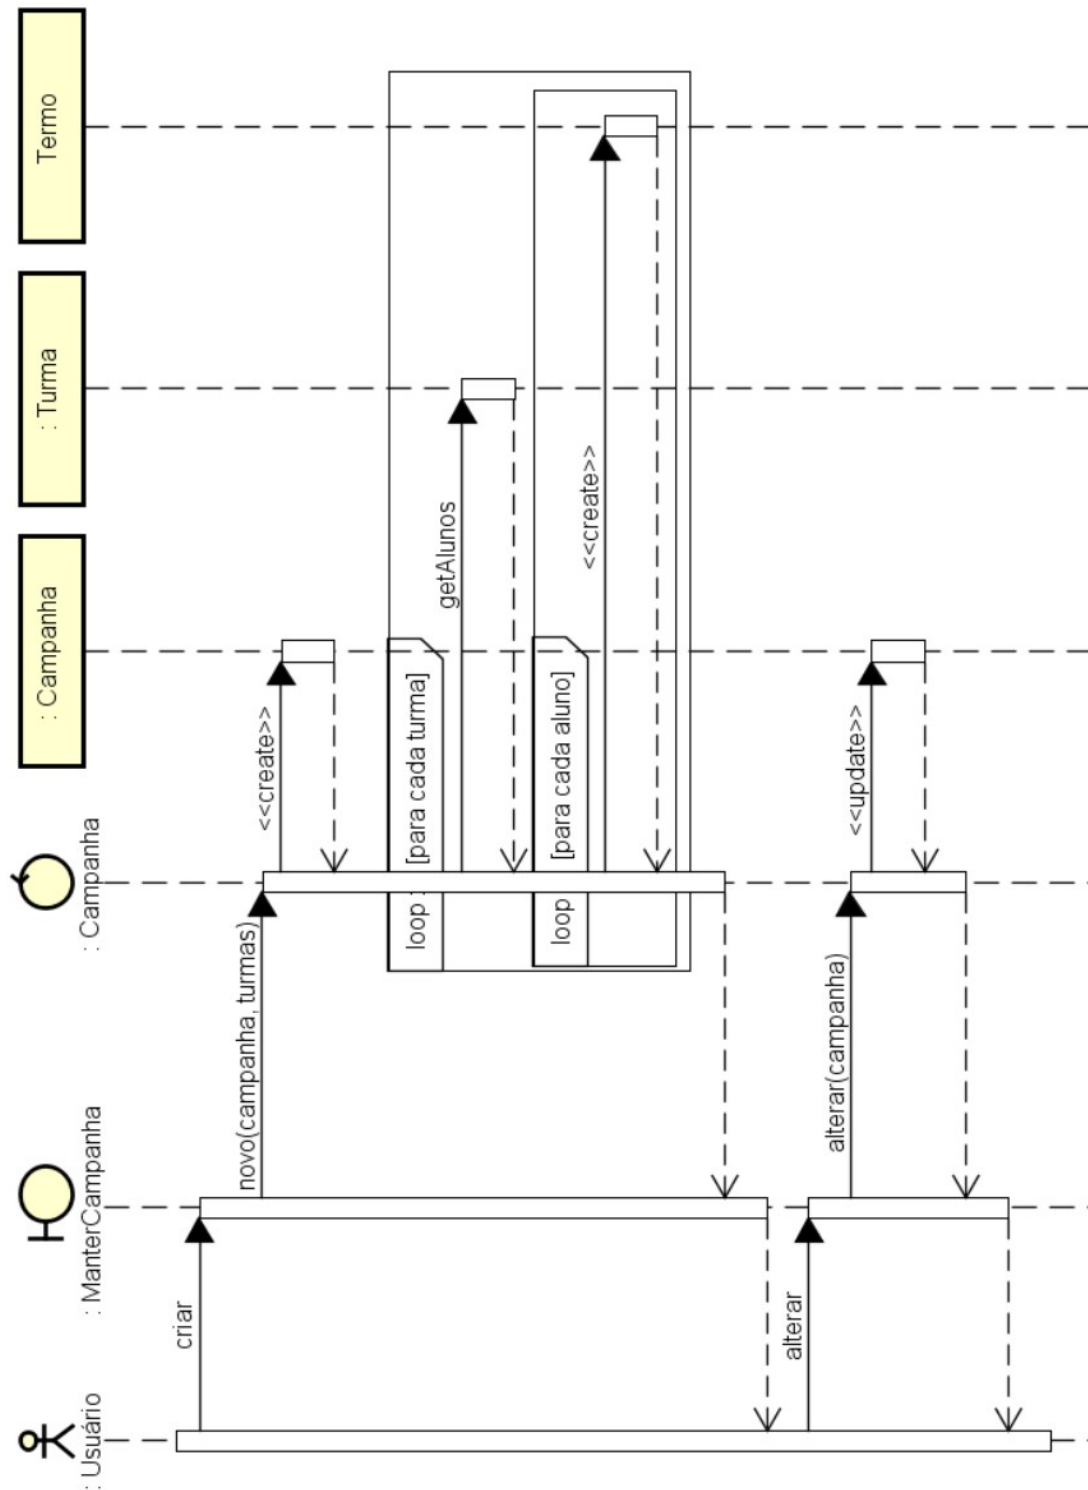 : Usuário
: ManterCampanha
: Campanha
: Campanha
: Turma
Termo
criar
novo(campanha, turmas)
<<create>>
loop : [para cada turma]
getAlunos
loop [para cada aluno]
<<create>>
alterar
alterar(campanha)
<<update>>